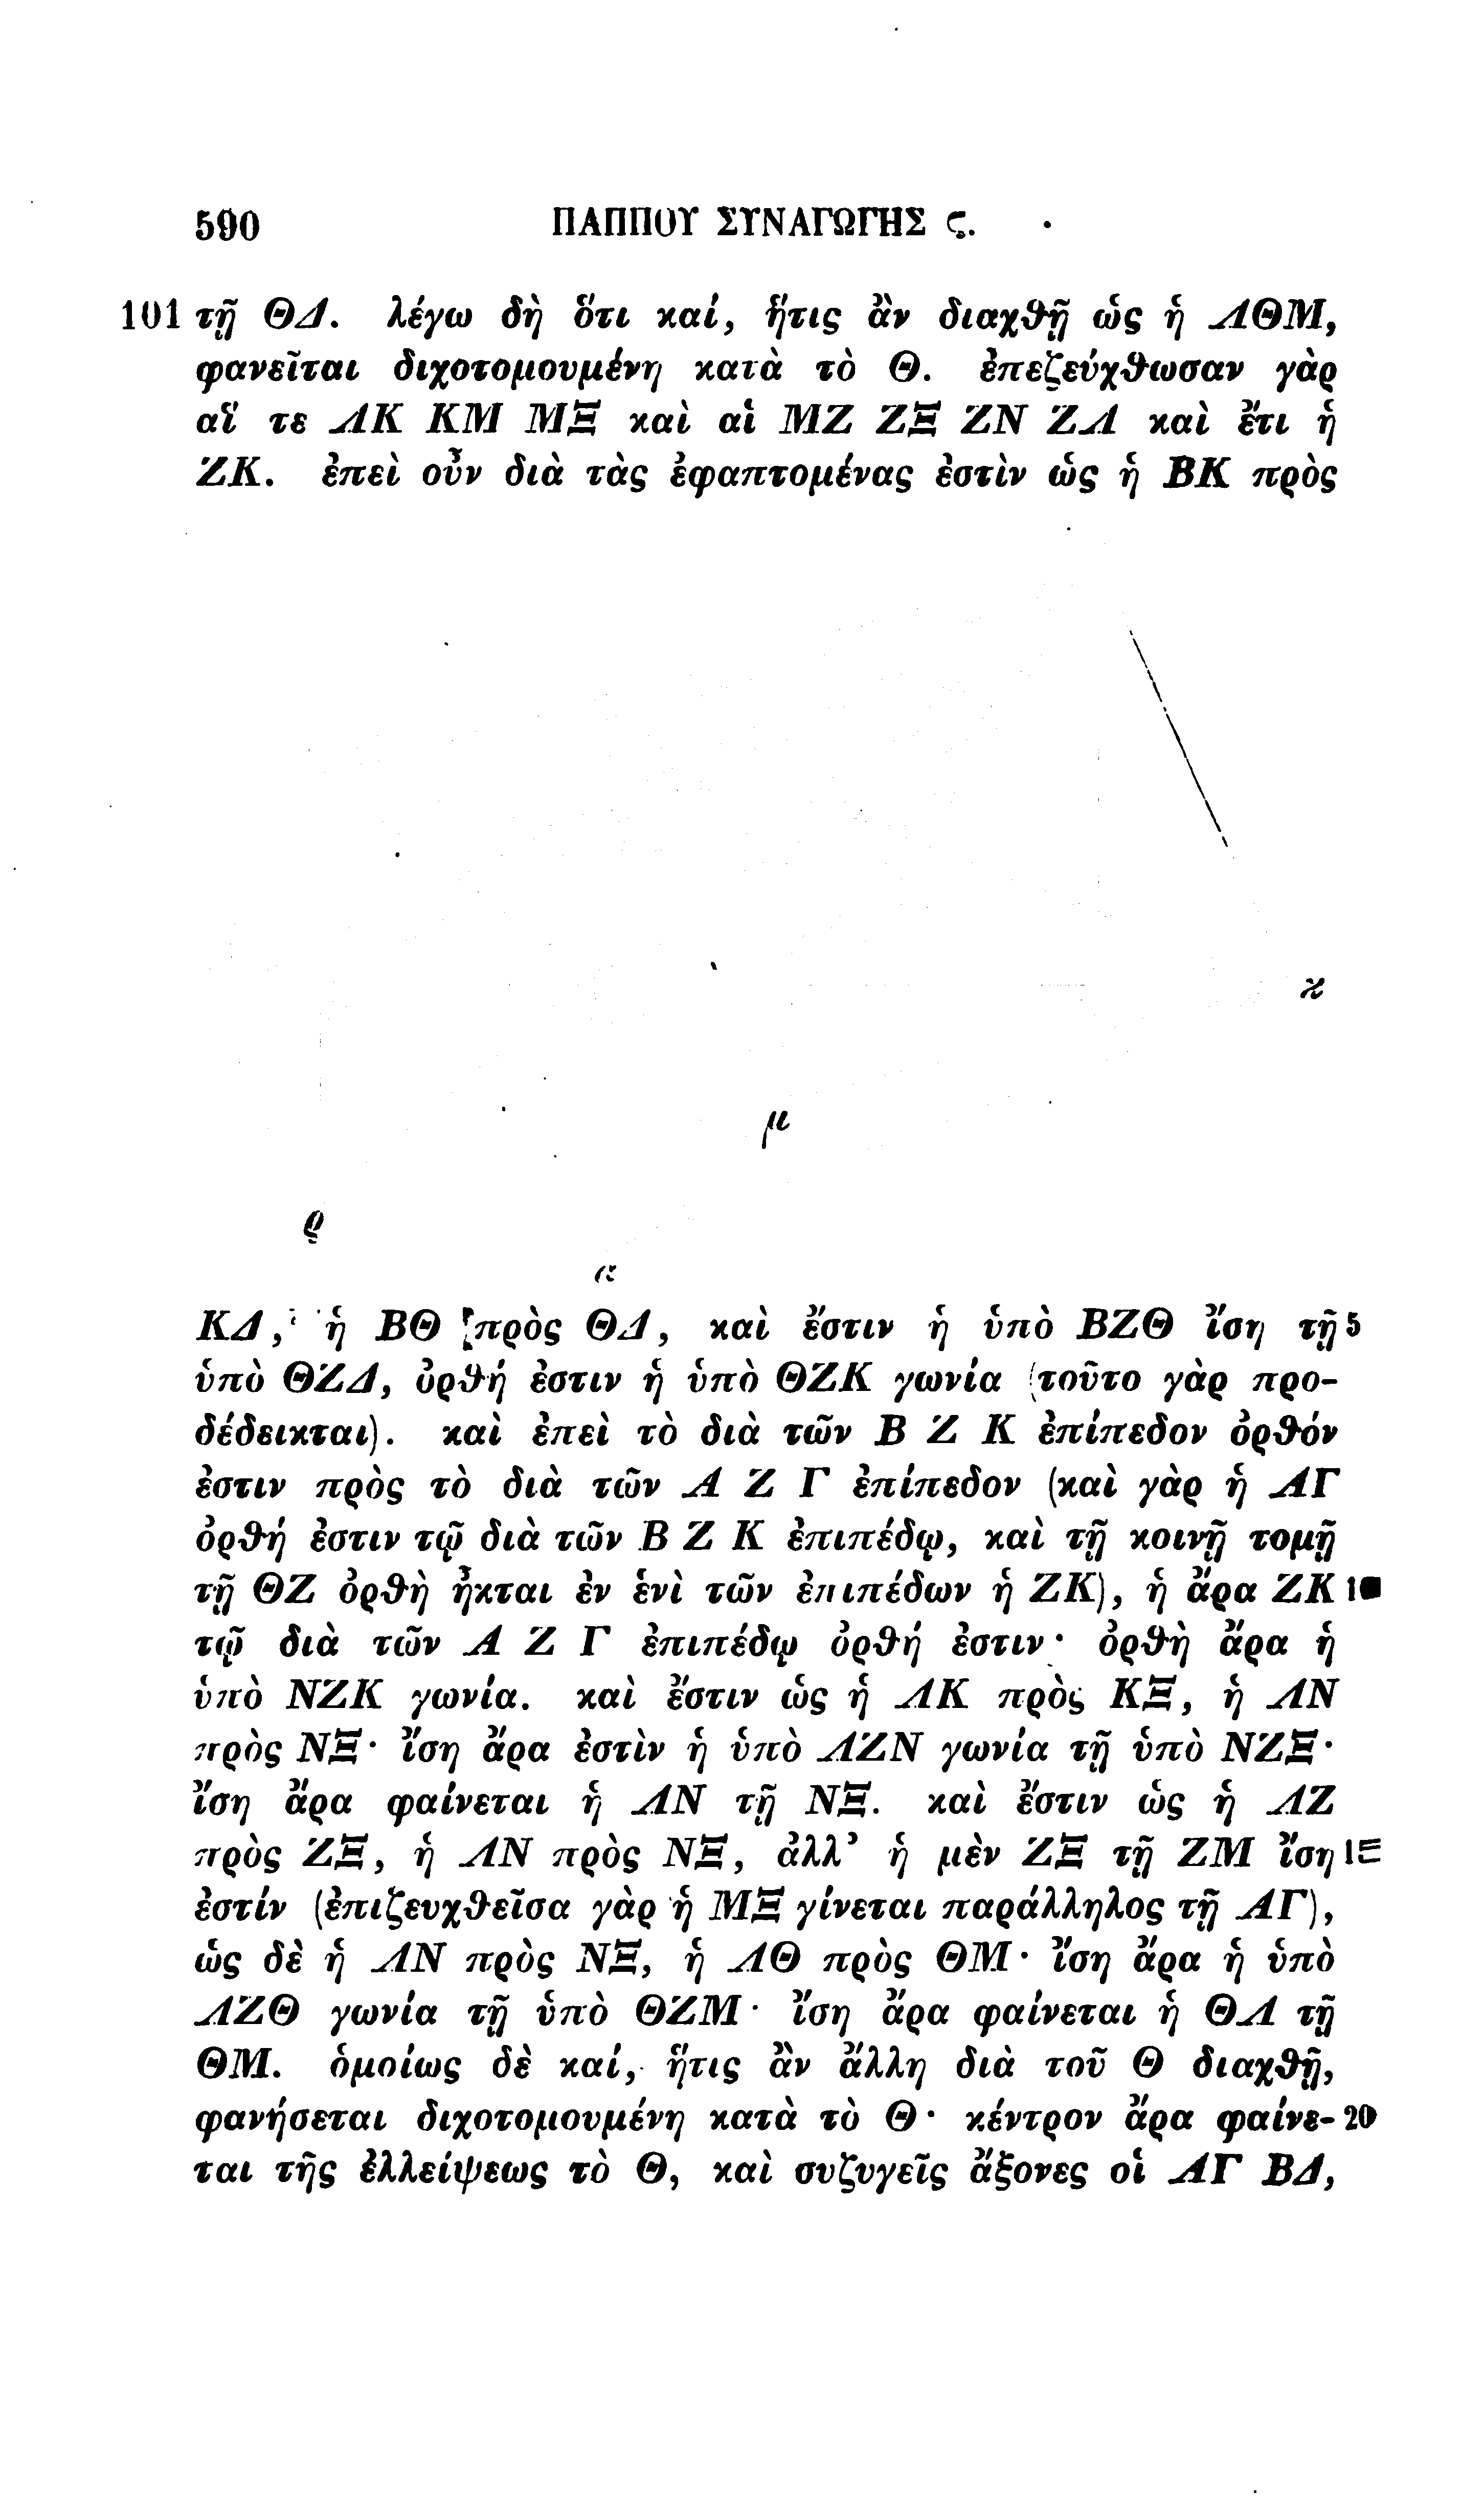 590 ΠΑΠΠΟΥ ΣΥΝΑΓΩΓΗΣ ς.
101 τῇ ΘΔ. λέγω δὴ ὅτι καί, ἥτις ἂν διαχθῇ ὡς ἡ ΛΘΜ,
φανεῖται διχοτομουμένη κατὰ τὸ Θ. ἐπεζεύχθωσαν γὰρ
αἵ τε ΛΚ ΚΜ ΜΞ καὶ αἱ ΜΖ ΖΞ ΖΝ ΖΛ καὶ ἔτι ἡ
ΖΚ. ἐπεὶ οὖν διὰ τὰς ἐφαπτομένας ἐστὶν ὡς ἡ ΒΚ πρὸς
κ
μ
ρ
α
ΚΔ, ἡ ΒΘ πρὸς ΘΔ, καὶ ἔστιν ἡ ὑπὸ ΒΖΘ ἴση τῇ 5
ὑπὸ ΘΖΔ, ὀρθή ἐστιν ἡ ὑπὸ ΘΖΚ γωνία (τοῦτο γὰρ προ-
δέδεικται). καὶ ἐπεὶ τὸ διὰ τῶν Β Ζ Κ ἐπίπεδον ὀρθόν
ἐστιν πρὸς τὸ διὰ τῶν Α Ζ Γ ἐπίπεδον (καὶ γὰρ ἡ ΑΓ
ὀρθή ἐστιν τῷ διὰ τῶν Β Ζ Κ ἐπιπέδῳ, καὶ τῇ κοινῇ τομῇ
τῇ ΘΖ ὀρθὴ ἦκται ἐν ἑνὶ τῶν ἐπιπέδων ἡ ΖΚ), ἡ ἄρα ΖΚ 10
τῷ διὰ τῶν Α Ζ Γ ἐπιπέδῳ ὀρθή ἐστιν· ὀρθὴ ἄρα ἡ
ὑπὸ ΝΖΚ γωνία. καὶ ἔστιν ὡς ἡ ΛΚ πρὸς ΚΞ, ἡ ΛΝ
πρὸς ΝΞ· ἴση ἄρα ἐστὶν ἡ ὑπὸ ΛΖΝ γωνία τῇ ὑπὸ ΝΖΞ·
ἴση ἄρα φαίνεται ἡ ΛΝ τῇ ΝΞ. καὶ ἔστιν ὡς ἡ ΛΖ
πρὸς ΖΞ, ἡ ΛΝ πρὸς ΝΞ, ἀλλ’ ἡ μὲν ΖΞ τῇ ΖΜ ἴση 15
ἐστίν (ἐπιζευχθεῖσα γὰρ ἡ ΜΞ γίνεται παράλληλος τῇ ΑΓ),
ὡς δὲ ἡ ΛΝ πρὸς ΝΞ, ἡ ΛΘ πρὸς ΘΜ· ἴση ἄρα ἡ ὑπὸ
ΛΖΘ γωνία τῇ ὑπὸ ΘΖΜ· ἴση ἄρα φαίνεται ἡ ΘΛ τῇ
ΘΜ. ὁμοίως δὲ καί, ἥτις ἂν ἄλλη διὰ τοῦ Θ διαχθῇ,
φανήσεται διχοτομουμένη κατὰ τὸ Θ· κέντρον ἄρα φαίνε- 20
ται τῆς ἐλλείψεως τὸ Θ, καὶ συζυγεῖς ἄξονες οἱ ΑΓ ΒΔ,